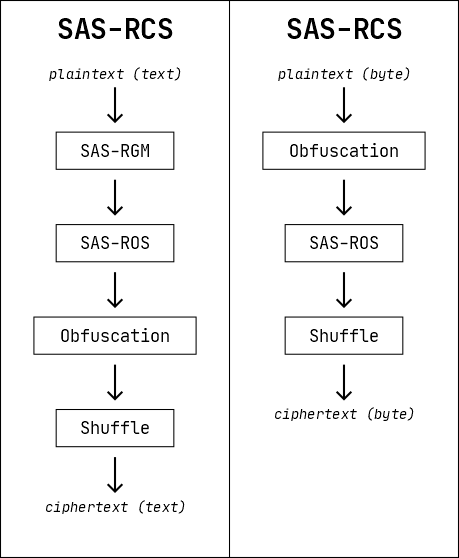 SAS-RCS
plaintext (text)
SAS-RGM
SAS-ROS
Obfuscation
Shuffle
ciphertext (text)
SAS-RCS
plaintext (byte)
Obfuscation
SAS-ROS
Shuffle
ciphertext (byte)